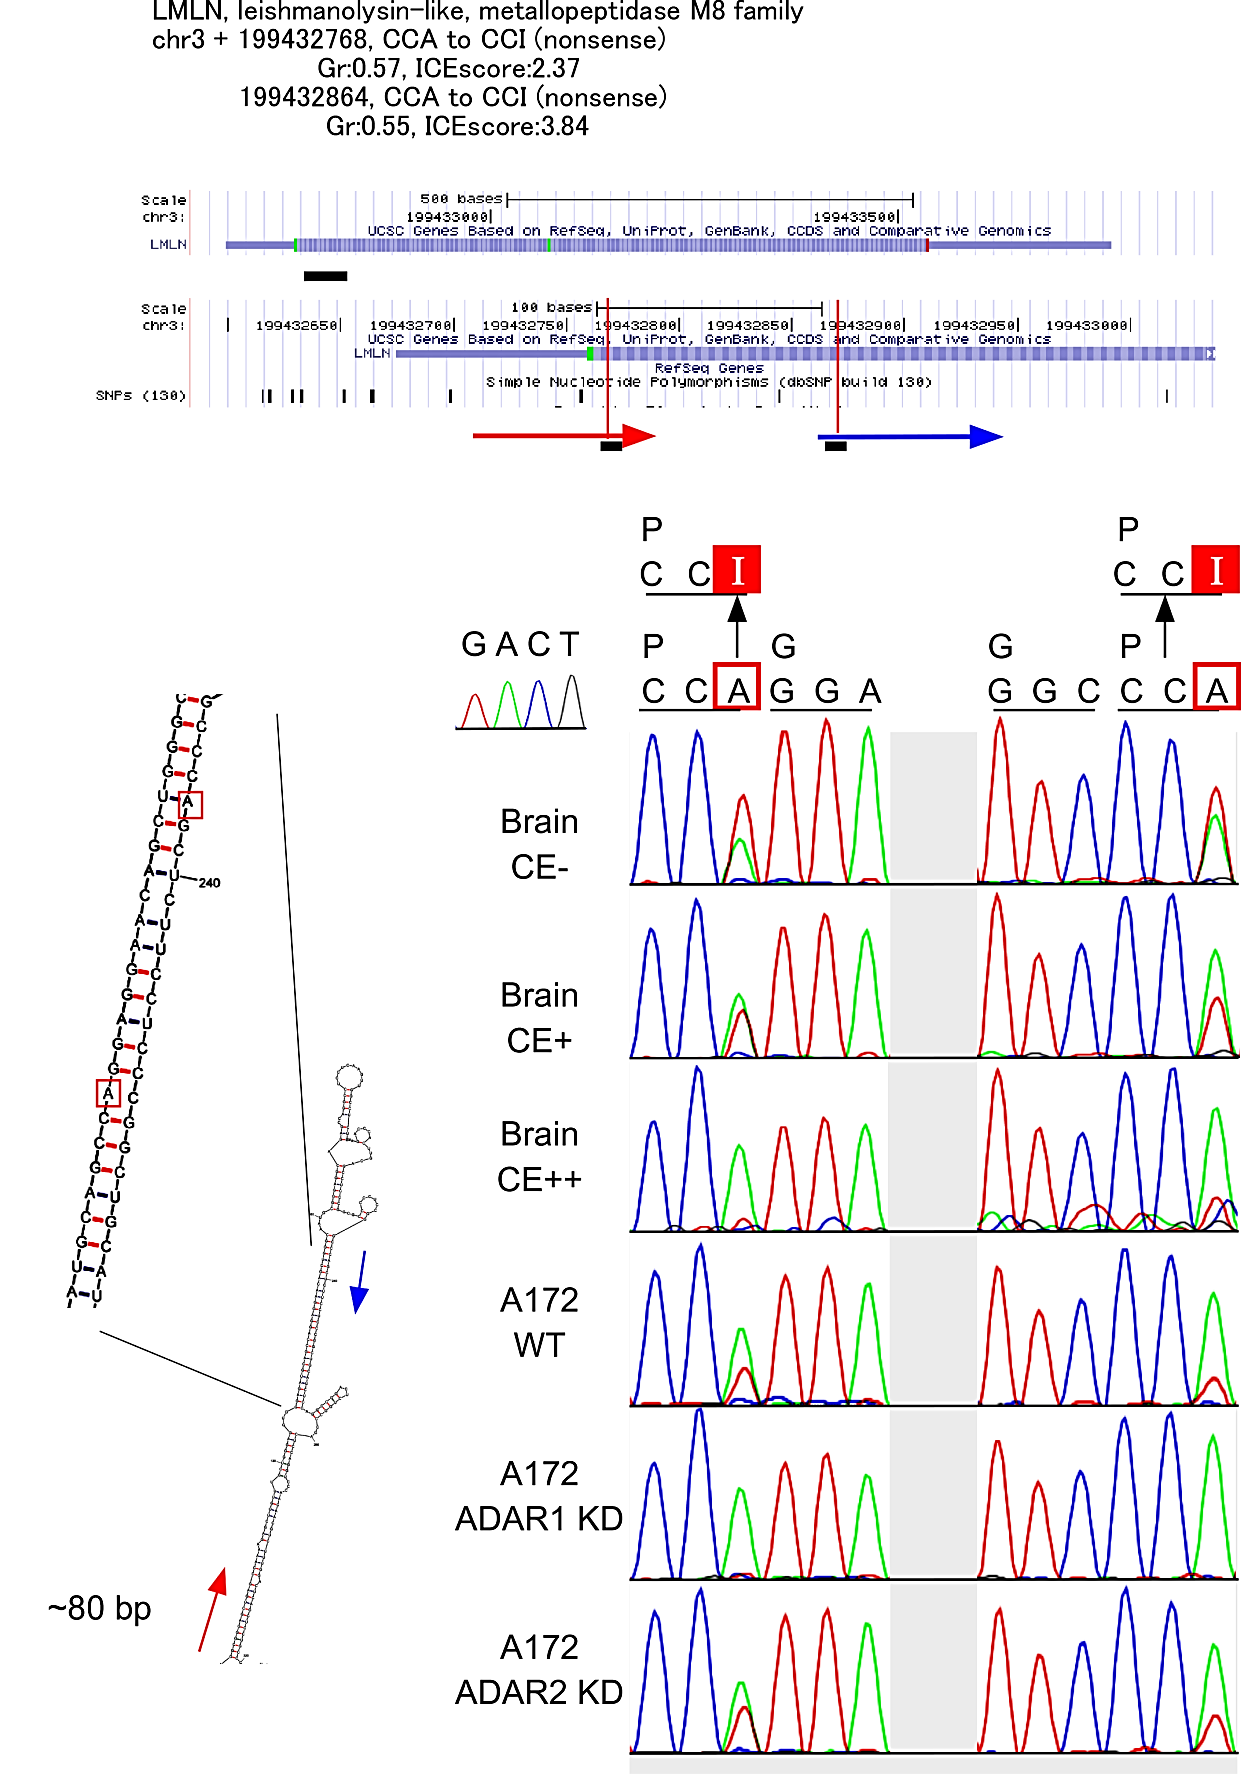 LMLN, leishmanolysin-like, metallopeptidase M8 family
chr3 + 199432768, CCA to CCI (nonsense)
Gr:0.57, ICEscore:2.37
199432864, CCA to CCI (nonsense)
Gr:0.55, ICEscore:3.84
Scale 500 bases
chr3: 199433000 199433500
UCSC Genes Based on RefSeq, UniProt, GenBank, CCDS and Comparative Genomics
LMLN
Scale 100 bases
chr3: 199432650 199432700 199432750 199432800 199432850 199432900 199432950 199433000
UCSC Genes Based on RefSeq, UniProt, GenBank, CCDS and Comparative Genomics
LMLN
RefSeq Genes
Simple Nucleotide Polymorphisms (dbSNP build 130)
SNPs (130)
P P
C C I C C I
G A C T P G G P
C C A G G A G G C C C A
Brain
CE-
240
Brain
CE+
Brain
CE++
A172
WT
A172
ADAR1 KD
~80 bp
A172
ADAR2 KD